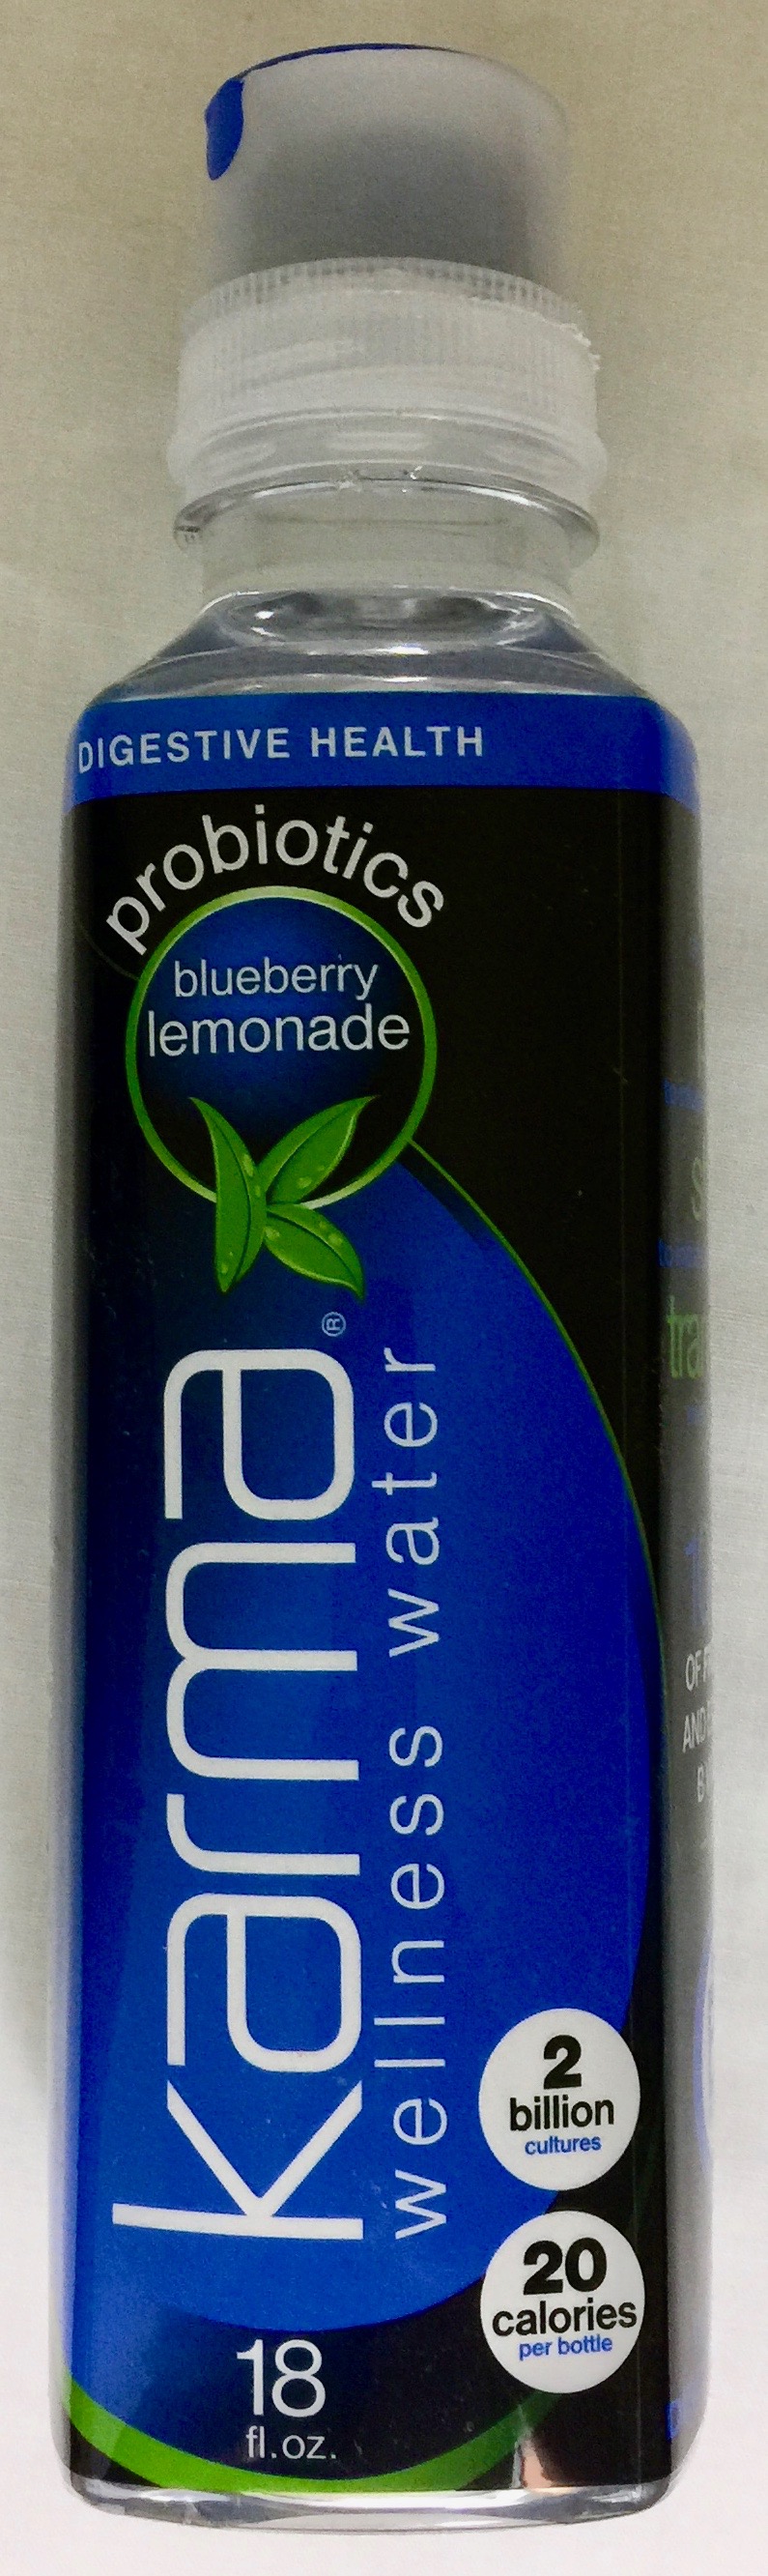 DIGESTIVE HEALTH
probiotics
blueberry
lemonade
karma®
wellness water
2
billion
cultures
20
calories
per bottle
18
fl.oz.